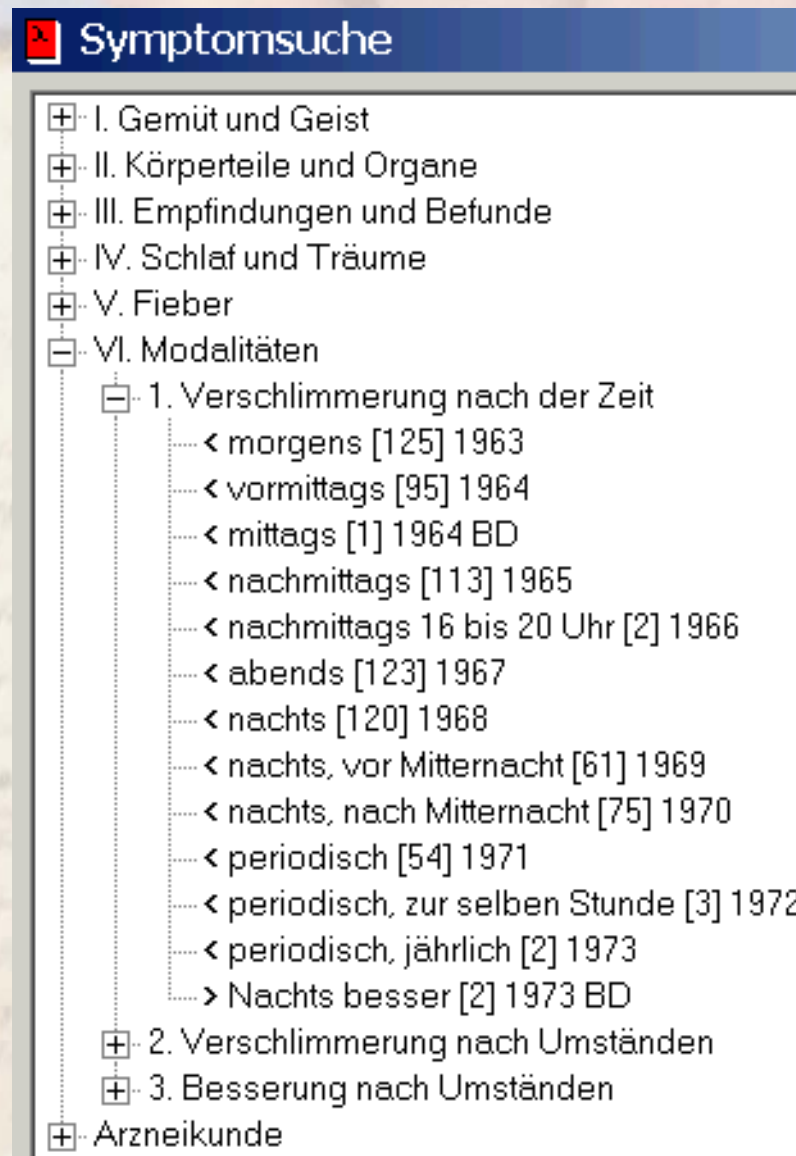 Symptomsuche
I. Gemüt und Geist
II. Körperteile und Organe
III. Empfindungen und Befunde
IV. Schlaf und Träume
V. Fieber
VI. Modalitäten
1. Verschlimmerung nach der Zeit
< morgens [125] 1963
< vormittags [95] 1964
< mittags [1] 1964 BD
< nachmittags [113] 1965
< nachmittags 16 bis 20 Uhr [2] 1966
< abends [123] 1967
< nachts [120] 1968
< nachts, vor Mitternacht [61] 1969
< nachts, nach Mitternacht [75] 1970
< periodisch [54] 1971
< periodisch, zur selben Stunde [3] 1972
< periodisch, jährlich [2] 1973
> Nachts besser [2] 1973 BD
2. Verschlimmerung nach Umständen
3. Besserung nach Umständen
Arzneikunde